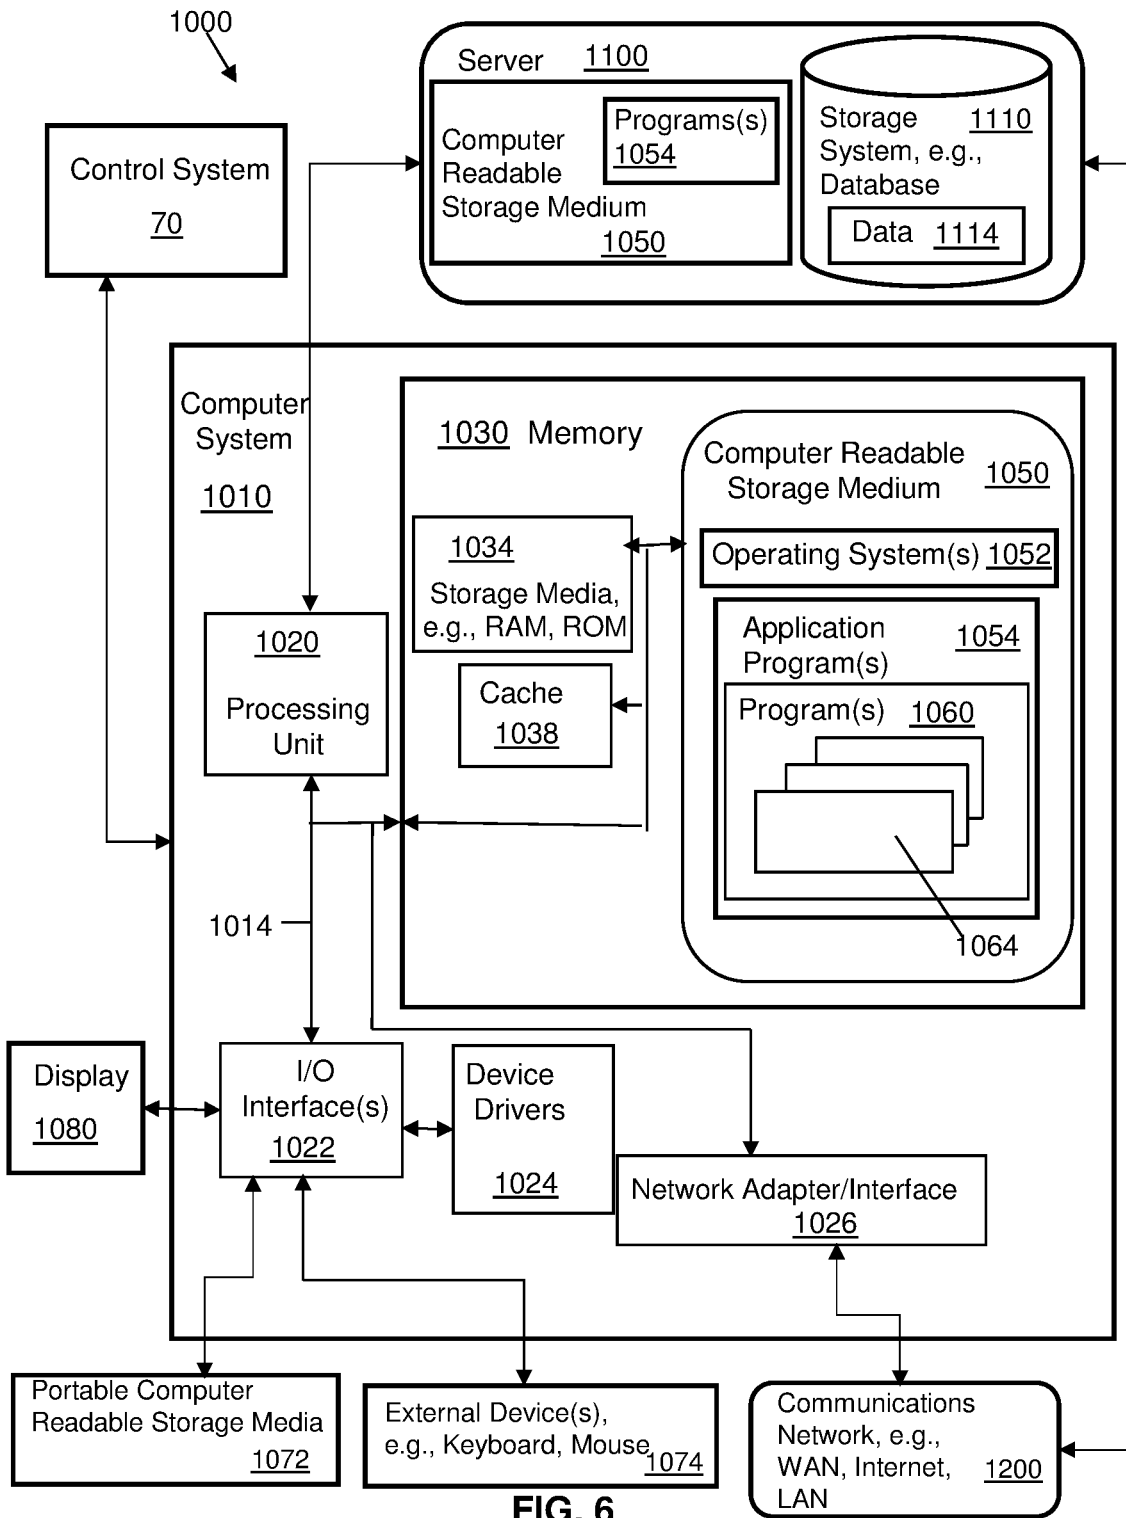 1000
Server 1100
Programs(s)
1054
Computer
Readable
Storage Medium
1050
Storage 1110
System, e.g.,
Database
Data 1114
Control System
70
Computer
System
1010
1030 Memory
Computer Readable
Storage Medium
1050
1034
Storage Media,
e.g., RAM, ROM
Operating System(s) 1052
Application
Program(s)
1054
Cache
1038
Program(s) 1060
1064
1020
Processing
Unit
1014
Display
1080
I/O
Interface(s)
1022
Device
Drivers
1024
Network Adapter/Interface
1026
Portable Computer
Readable Storage Media
1072
External Device(s),
e.g., Keyboard, Mouse
1074
Communications
Network, e.g.,
WAN, Internet,
LAN
1200
FIG. 6